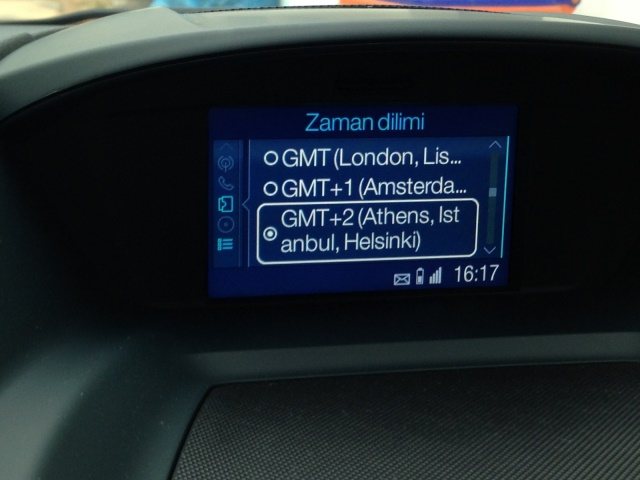 Zaman dilimi
GMT (London, Lis...
GMT+1 (Amsterda...
GMT+2 (Athens, Ist
anbul, Helsinki)
16:17